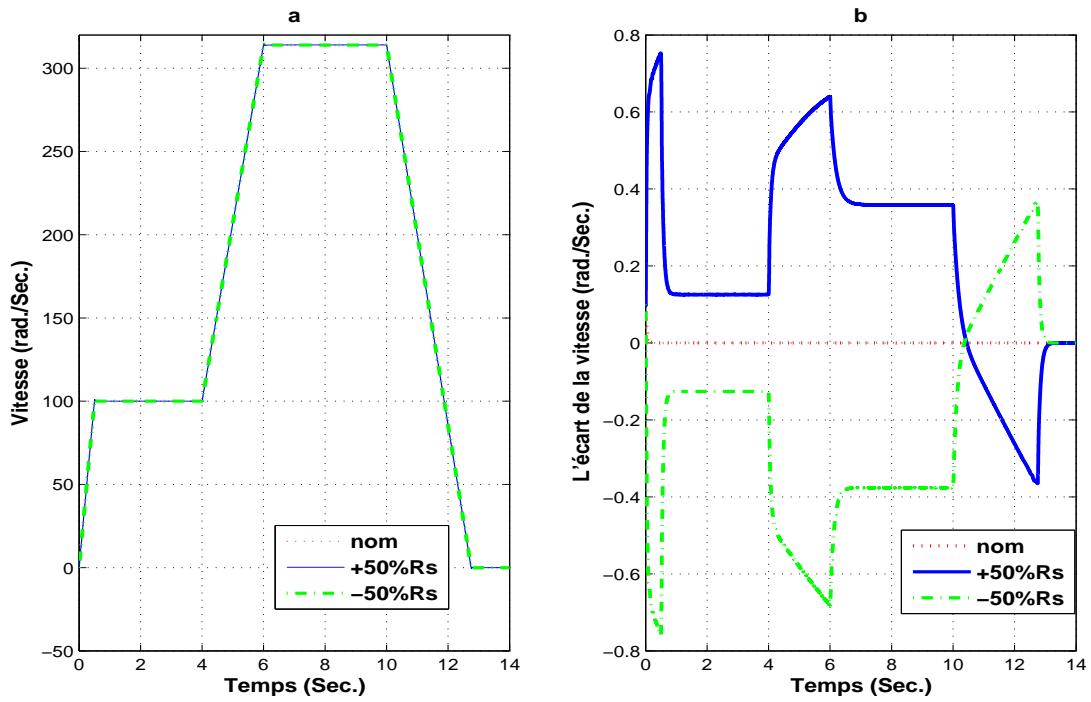 a
300
250
200
150
100
50
0
−50
0 2 4 6 8 10 12 14
Vitesse (rad./Sec.)
Temps (Sec.)
nom
+50%Rs
−50%Rs
b
0.8
0.6
0.4
0.2
0
−0.2
−0.4
−0.6
−0.8
0 2 4 6 8 10 12 14
L'écart de la vitesse (rad./Sec.)
Temps (Sec.)
nom
+50%Rs
−50%Rs